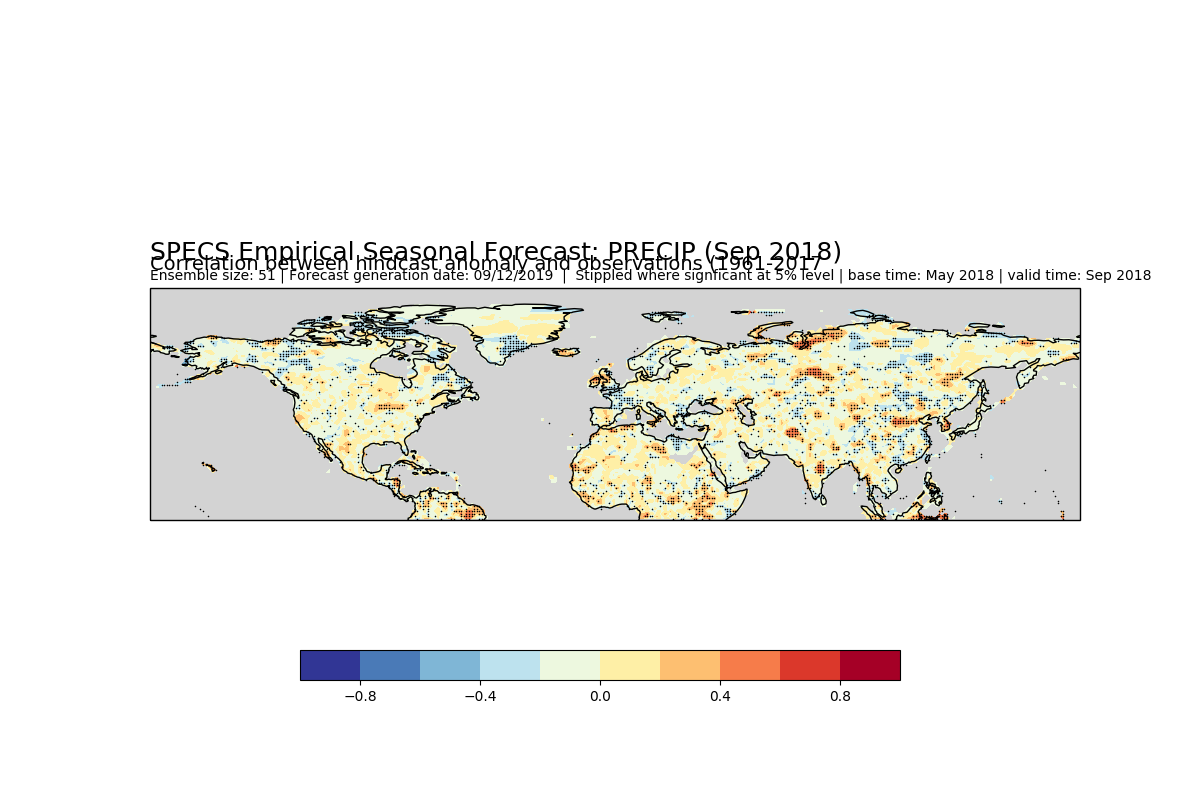 SPECS Empirical Seasonal Forecast: PRECIP (Sep 2018)
Correlation between hindcast anomaly and observations (1961-2017
Ensemble size: 51 | Forecast generation date: 09/12/2019 | Stippled where signficant at 5% level | base time: May 2018 | valid time: Sep 2018
−0.8 −0.4 0.0 0.4 0.8